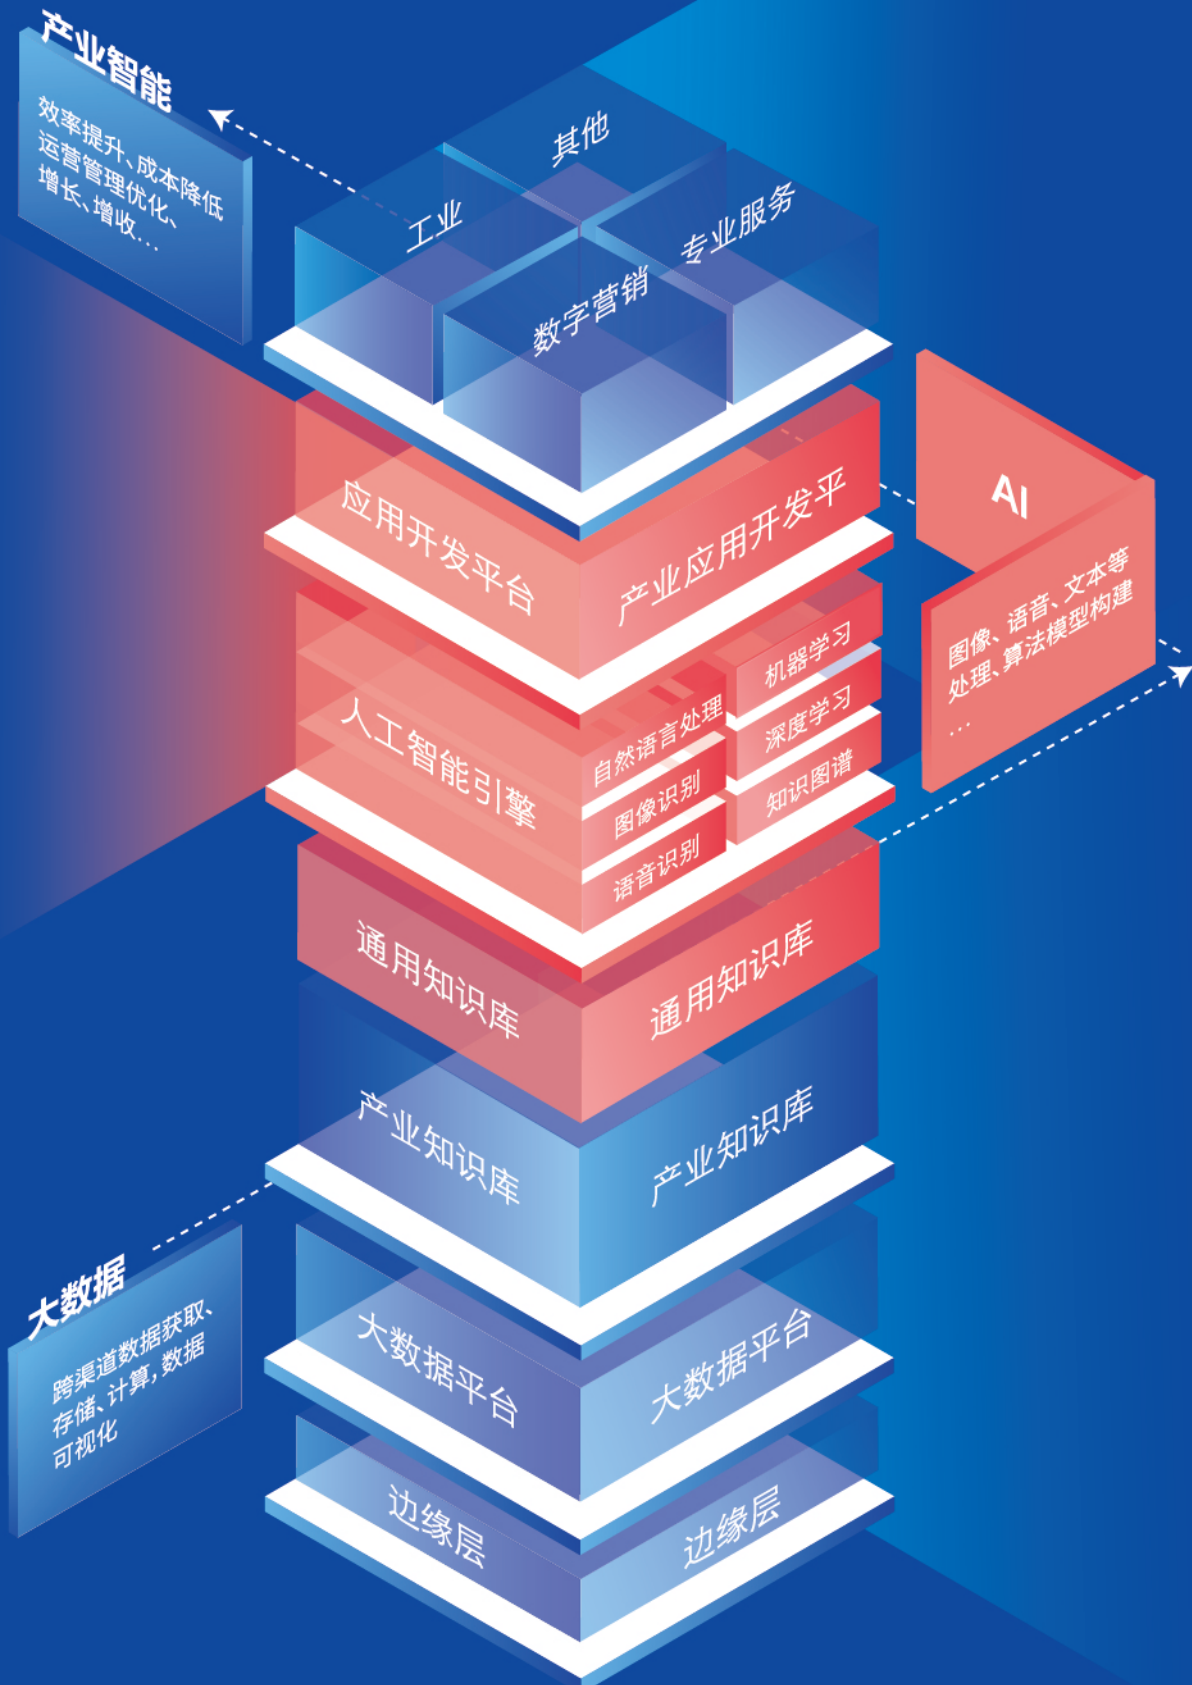 产业智能
效率提升、成本降低
运营管理优化、
增长、增收...
其他
工业
专业服务
数字营销
应用开发平台
产业应用开发平
AI
图像、语音、文本等
处理、算法模型构建
...
人工智能引擎
自然语言处理
图像识别
语音识别
机器学习
深度学习
知识图谱
通用知识库
通用知识库
产业知识库
产业知识库
大数据
跨渠道数据获取、
存储、计算,数据
可视化
大数据平台
大数据平台
边缘层
边缘层